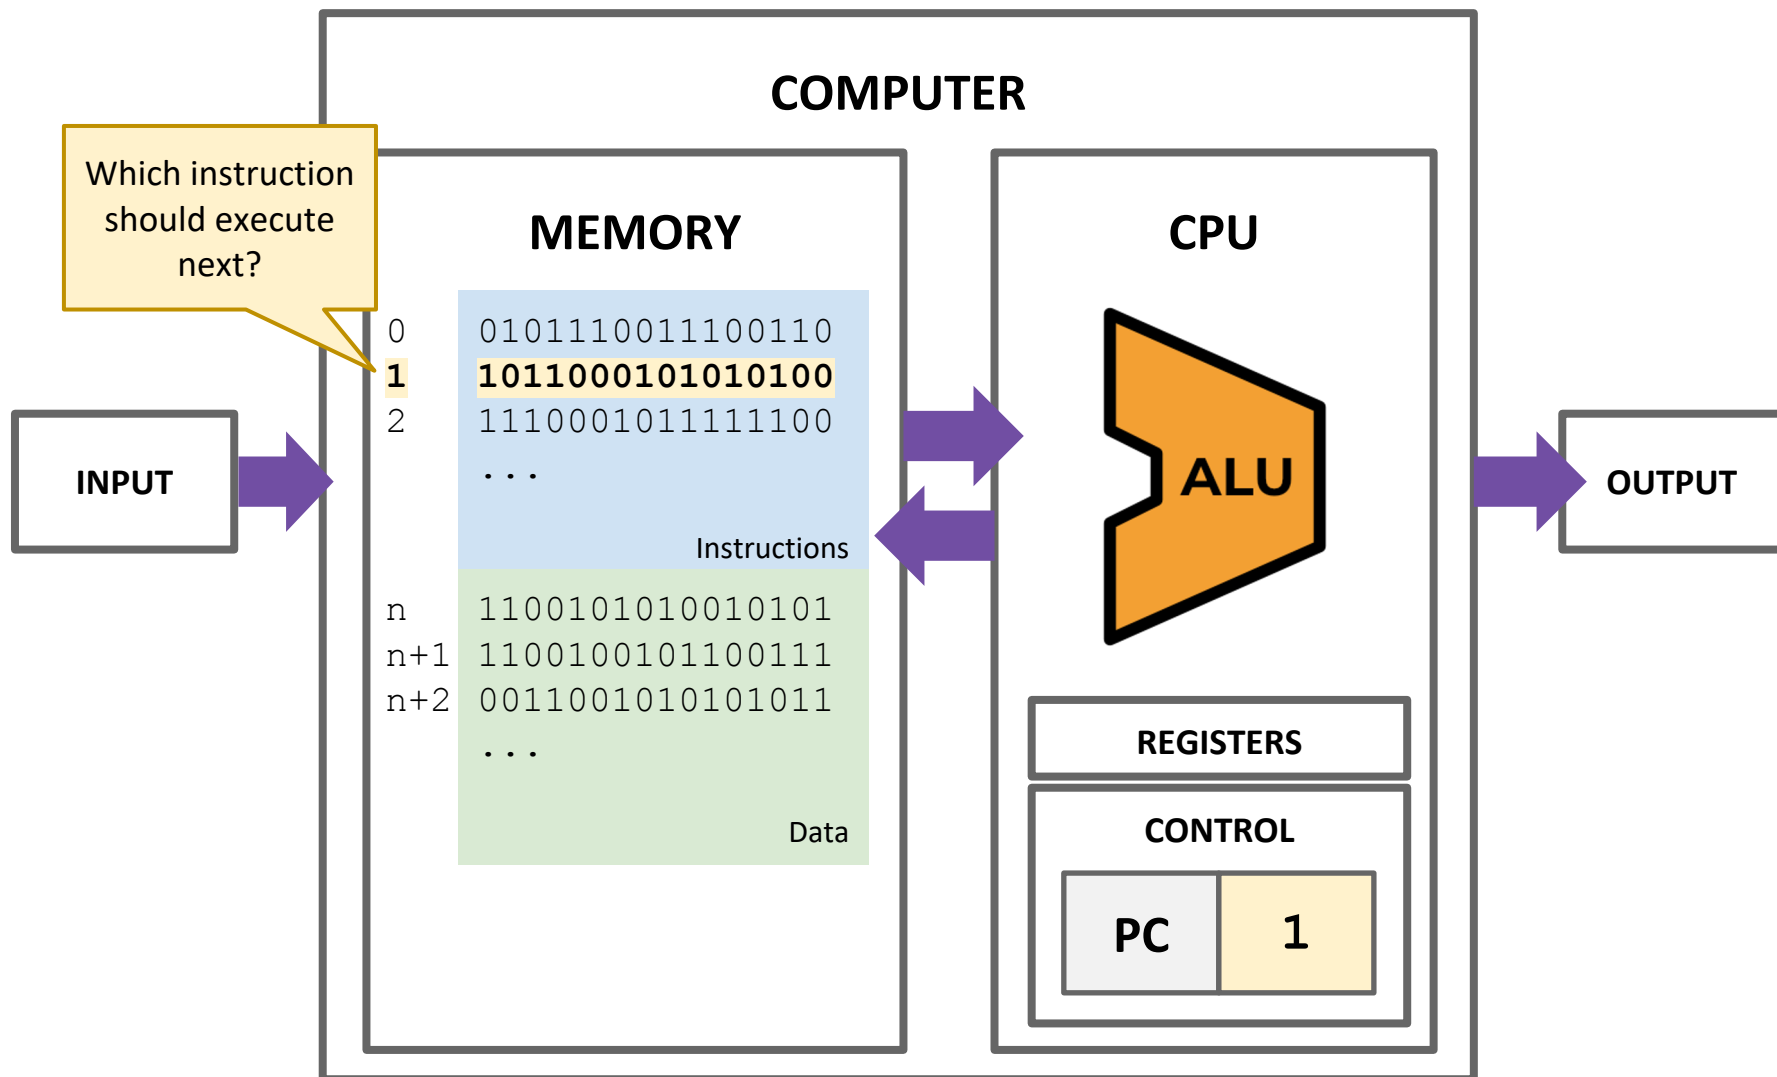 COMPUTER
Which instruction
should execute
next?
MEMORY
0 0101110011100110
1 1011000101010100
2 1110001011111100
...
Instructions
n 1100101010010101
n+1 1100100101100111
n+2 0011001010101011
...
Data
CPU
ALU
REGISTERS
CONTROL
PC 1
INPUT
OUTPUT